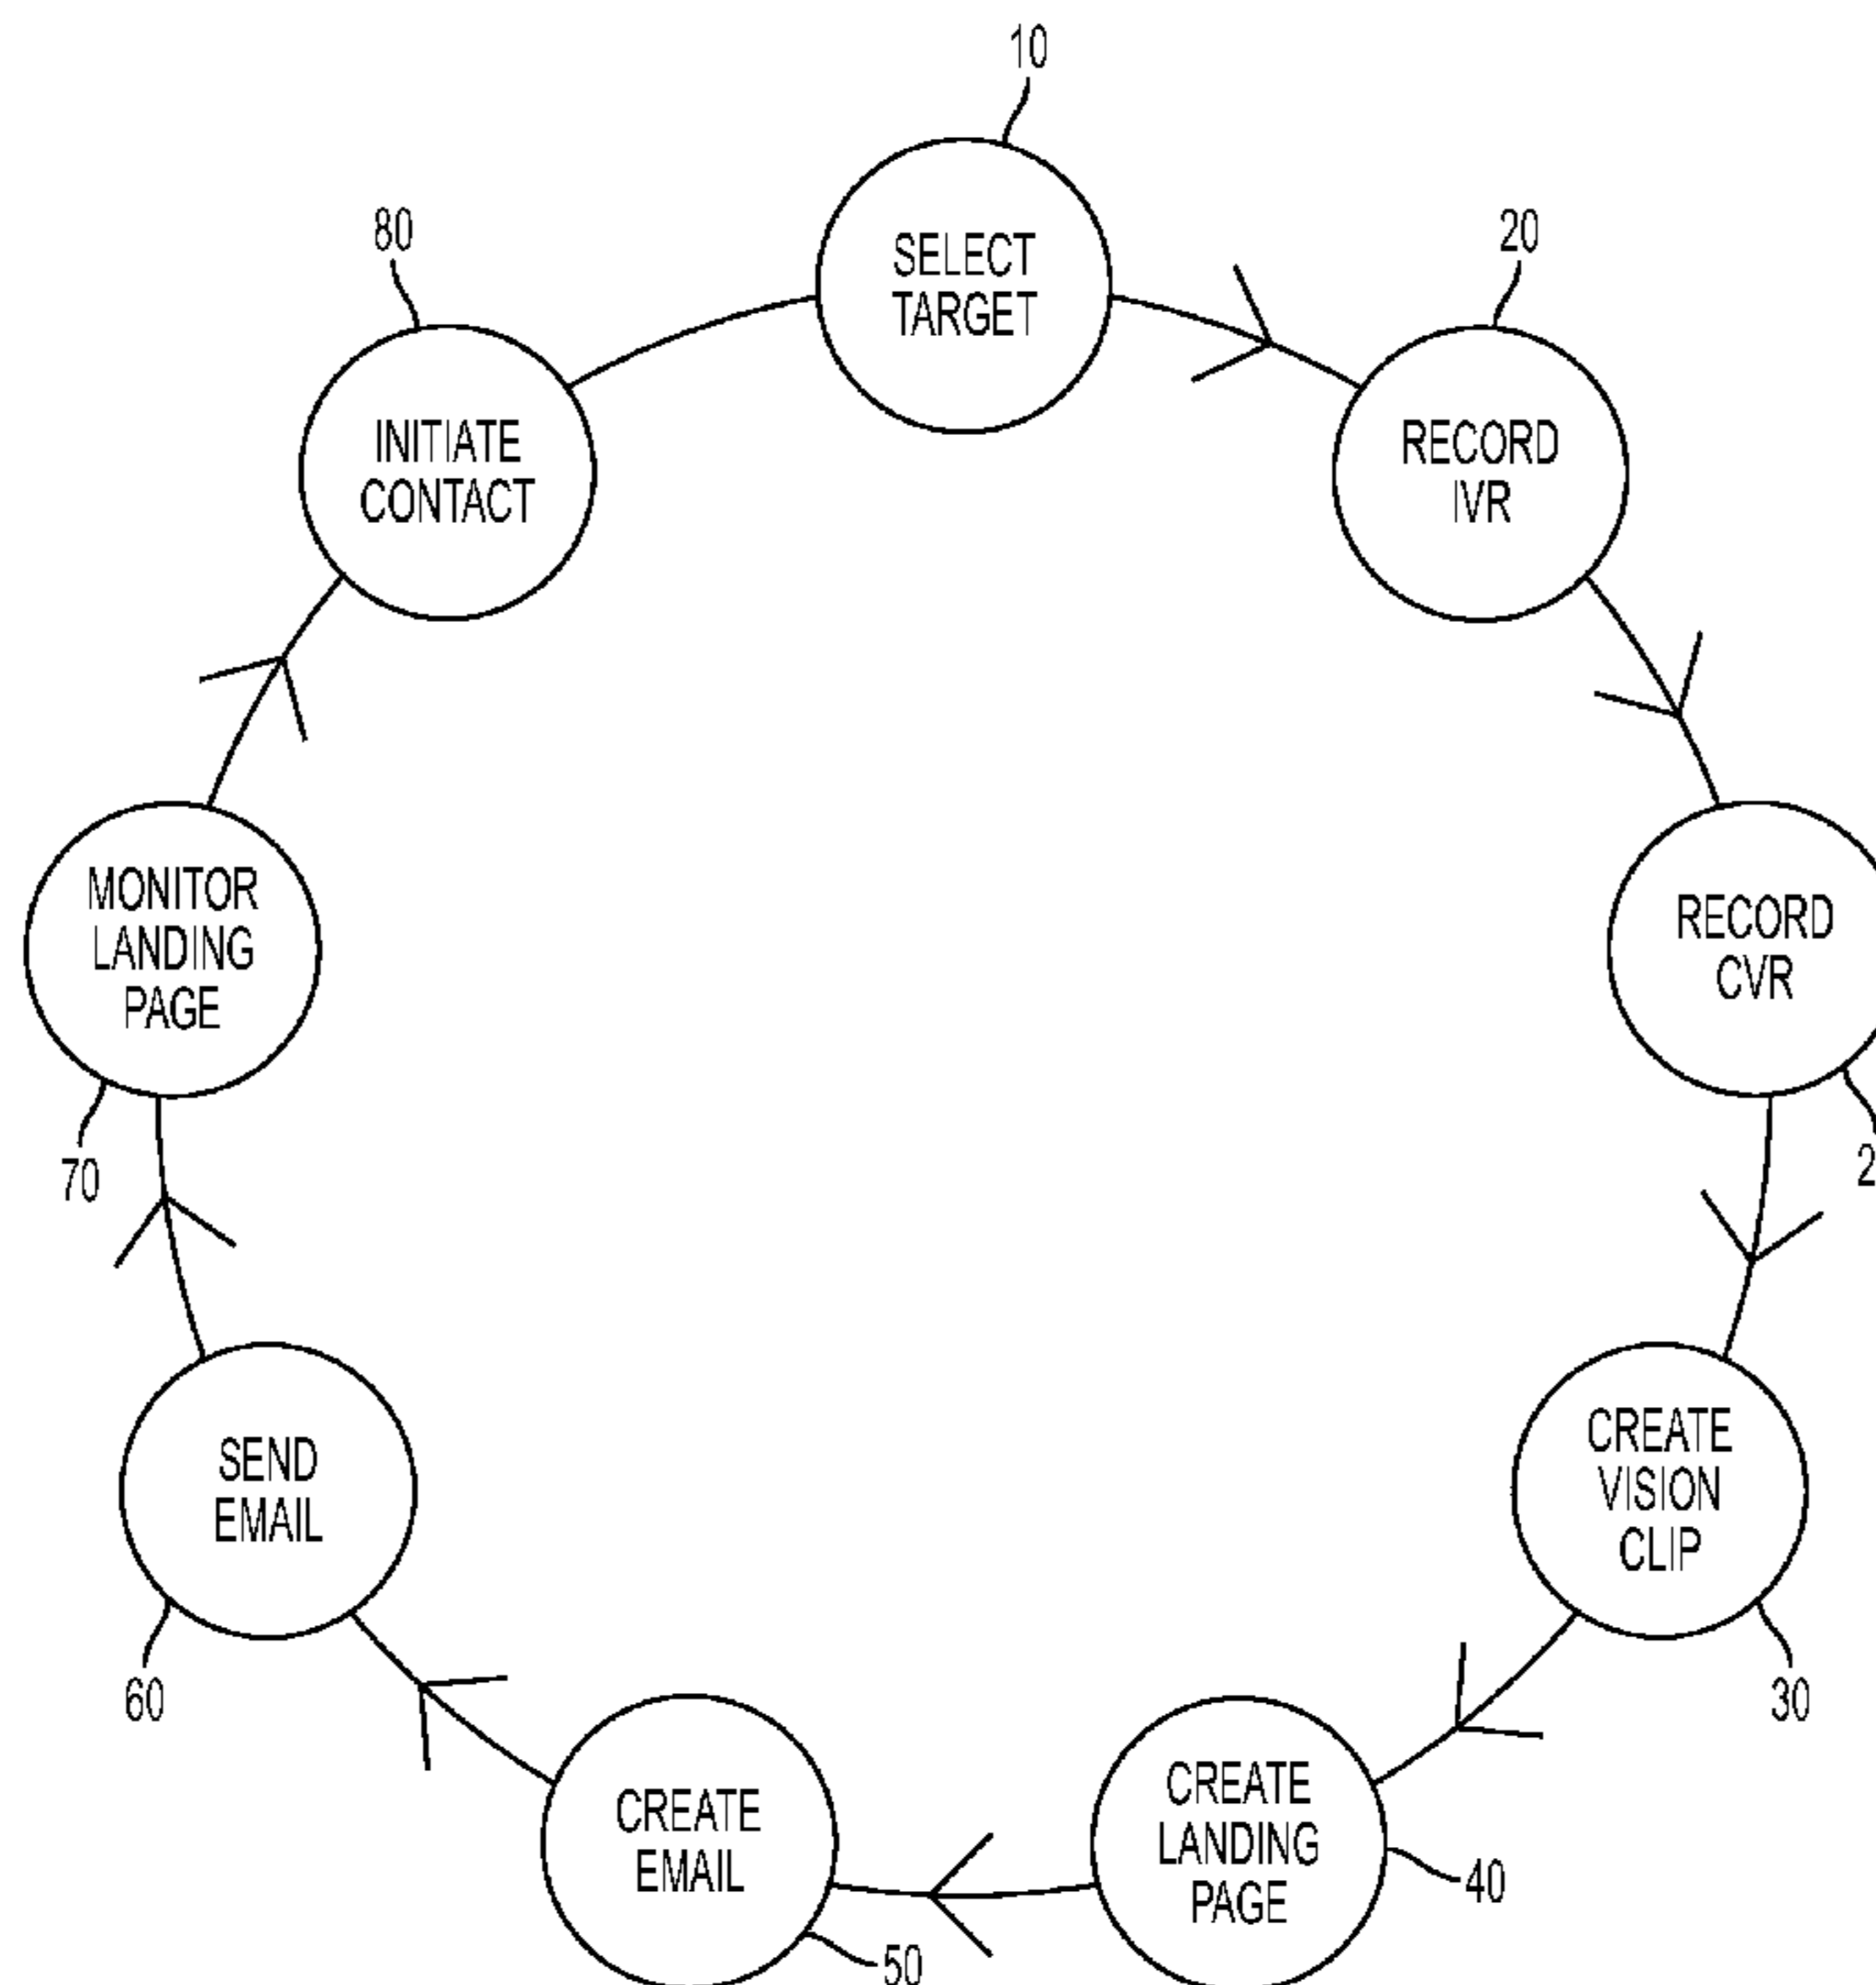 10
SELECT
TARGET
20
RECORD
IVR
RECORD
CVR
CREATE
VISION
CLIP
30
CREATE
LANDING
PAGE
40
CREATE
EMAIL
50
SEND
EMAIL
60
MONITOR
LANDING
PAGE
70
INITIATE
CONTACT
80